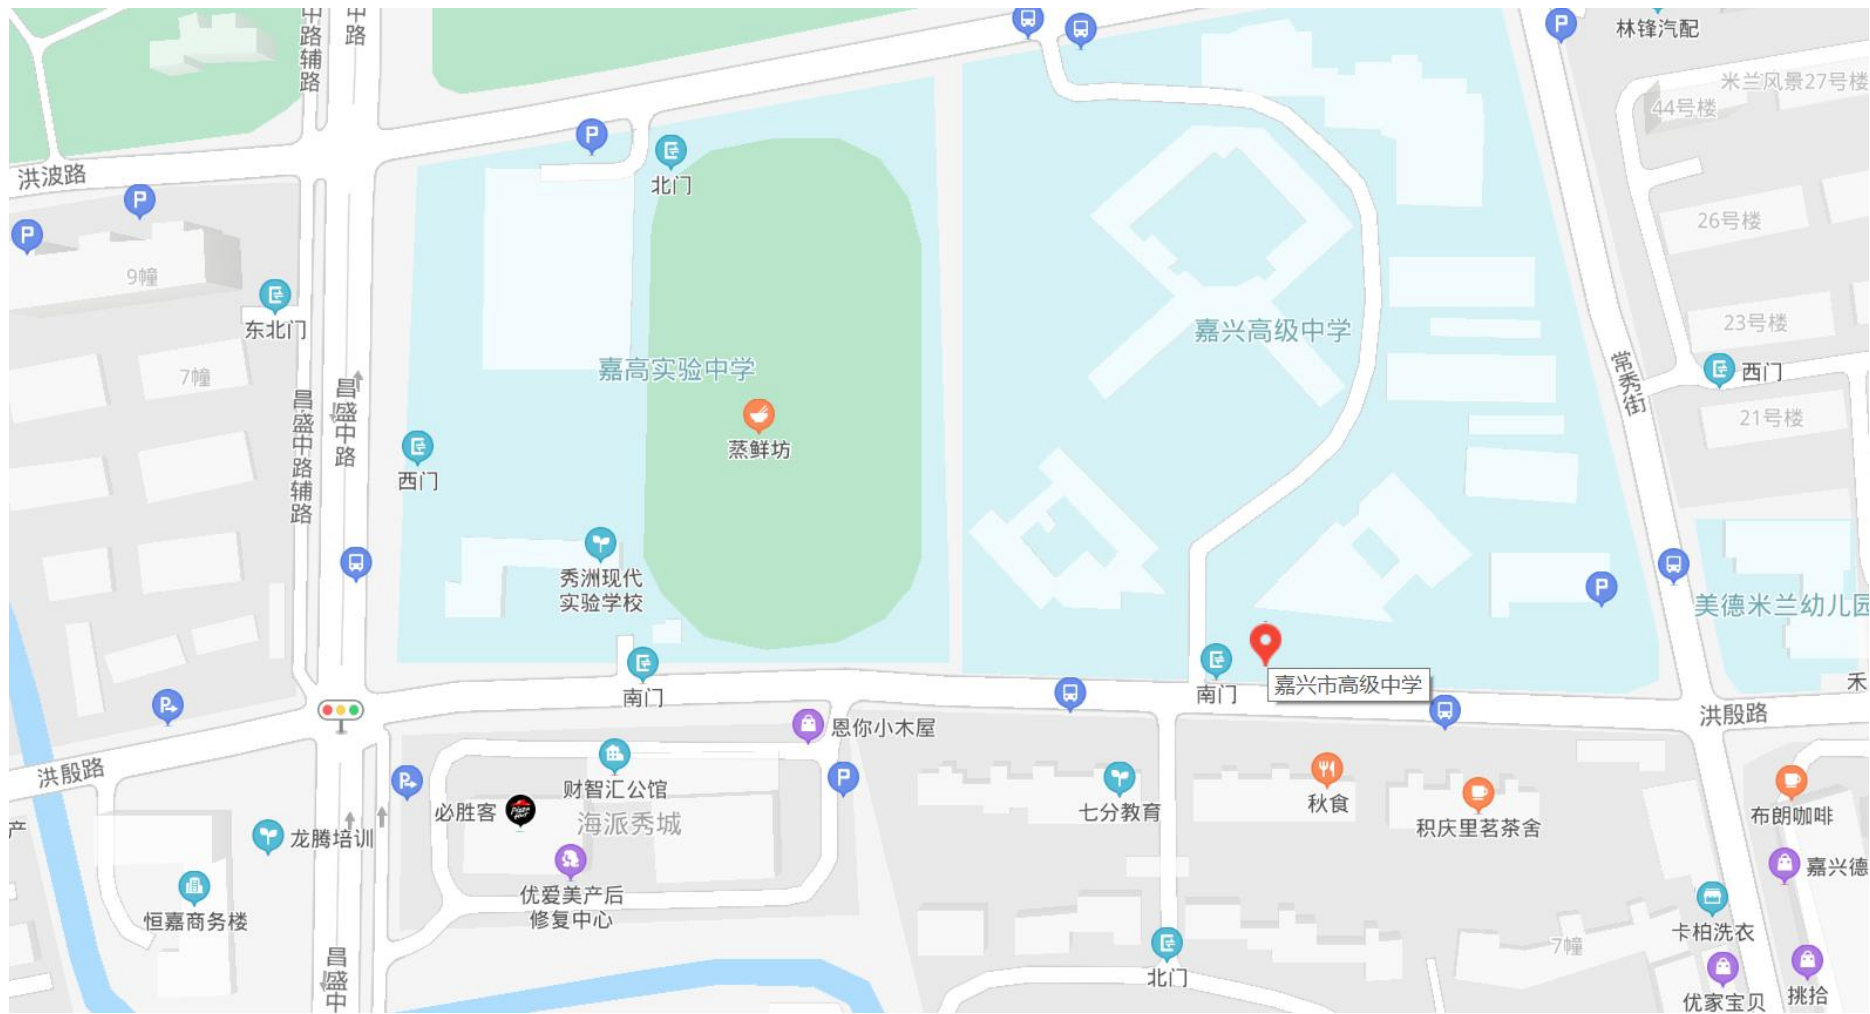 中路辅路
中路
林锋汽配
米兰风景27号楼
44号楼
洪波路
北门
26号楼
9幢
东北门
嘉兴高级中学
23号楼
嘉高实验中学
7幢
常秀街
西门
昌盛中路
昌盛中路辅路
21号楼
蒸鲜坊
西门
秀洲现代
实验学校
美德米兰幼儿园
南门
南门
嘉兴市高级中学
禾
洪殷路
恩你小木屋
洪殷路
财智汇公馆
必胜客
海派秀城
七分教育
秋食
积庆里茗茶舍
布朗咖啡
产
龙腾培训
嘉兴德
优爱美产后
修复中心
恒嘉商务楼
卡柏洗衣
7幢
昌盛中
北门
优家宝贝
挑拾